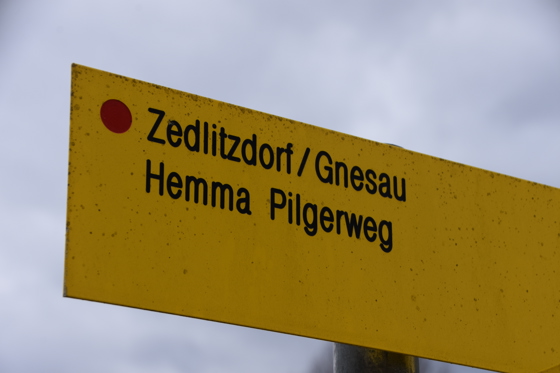 Zedlitzdorf/Gnesau
Hemma Pilgerweg